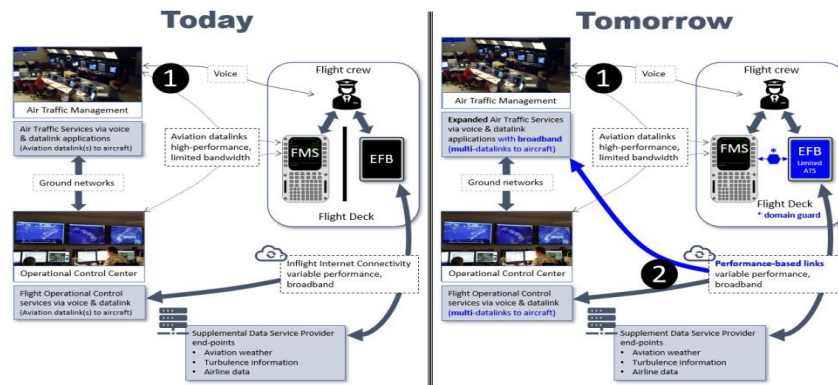 Today
1
Voice
Flight crew
Air Traffic Management
Air Traffic Services via voice
& datalink applications
(Aviation datalink(s) to aircraft)
Aviation datalinks
high-performance,
limited bandwidth
FMS
EFB
Ground networks
Flight Deck
Operational Control Center
Inflight Internet Connectivity
variable performance,
broadband
Flight Operational Control
services via voice & datalink
(Aviation datalink(s) to aircraft)
Supplemental Data Service Provider
end-points
• Aviation weather
• Turbulence information
• Airline data
Tomorrow
1
Voice
Flight crew
Air Traffic Management
Expanded Air Traffic Services
via voice & datalink
applications with broadband
(multi-datalinks to aircraft)
Aviation datalinks
high-performance,
limited bandwidth
FMS
*
EFB
Limited
ATS
Ground networks
Flight Deck
* domain guard
Operational Control Center
2
Performance-based links
variable performance,
broadband
Flight Operational Control
services via voice & datalink
(multi-datalinks to aircraft)
Supplement Data Service Provider
end-points
• Aviation weather
• Turbulence information
• Airline data